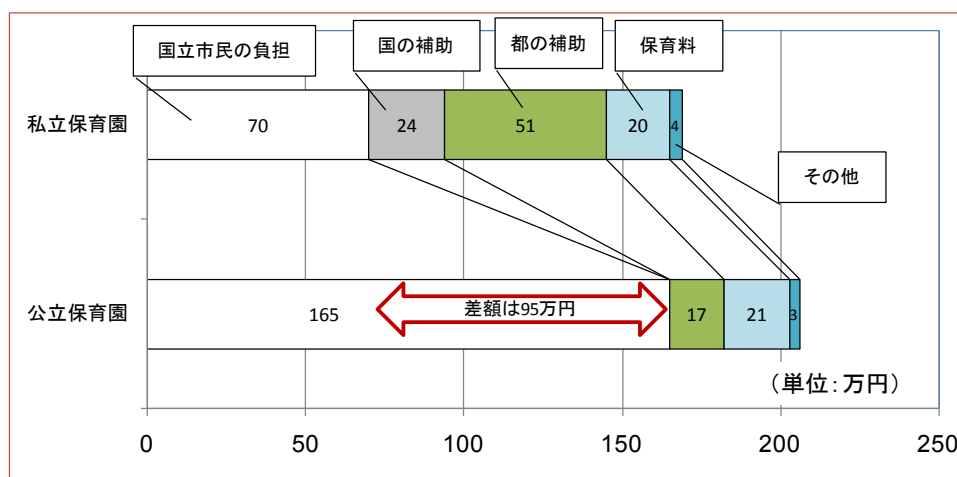 国立市民の負担
国の補助
都の補助
保育料
私立保育園
70
24
51
20
4
その他
公立保育園
165
差額は95万円
17
21
3
（単位：万円）
0
50
100
150
200
250